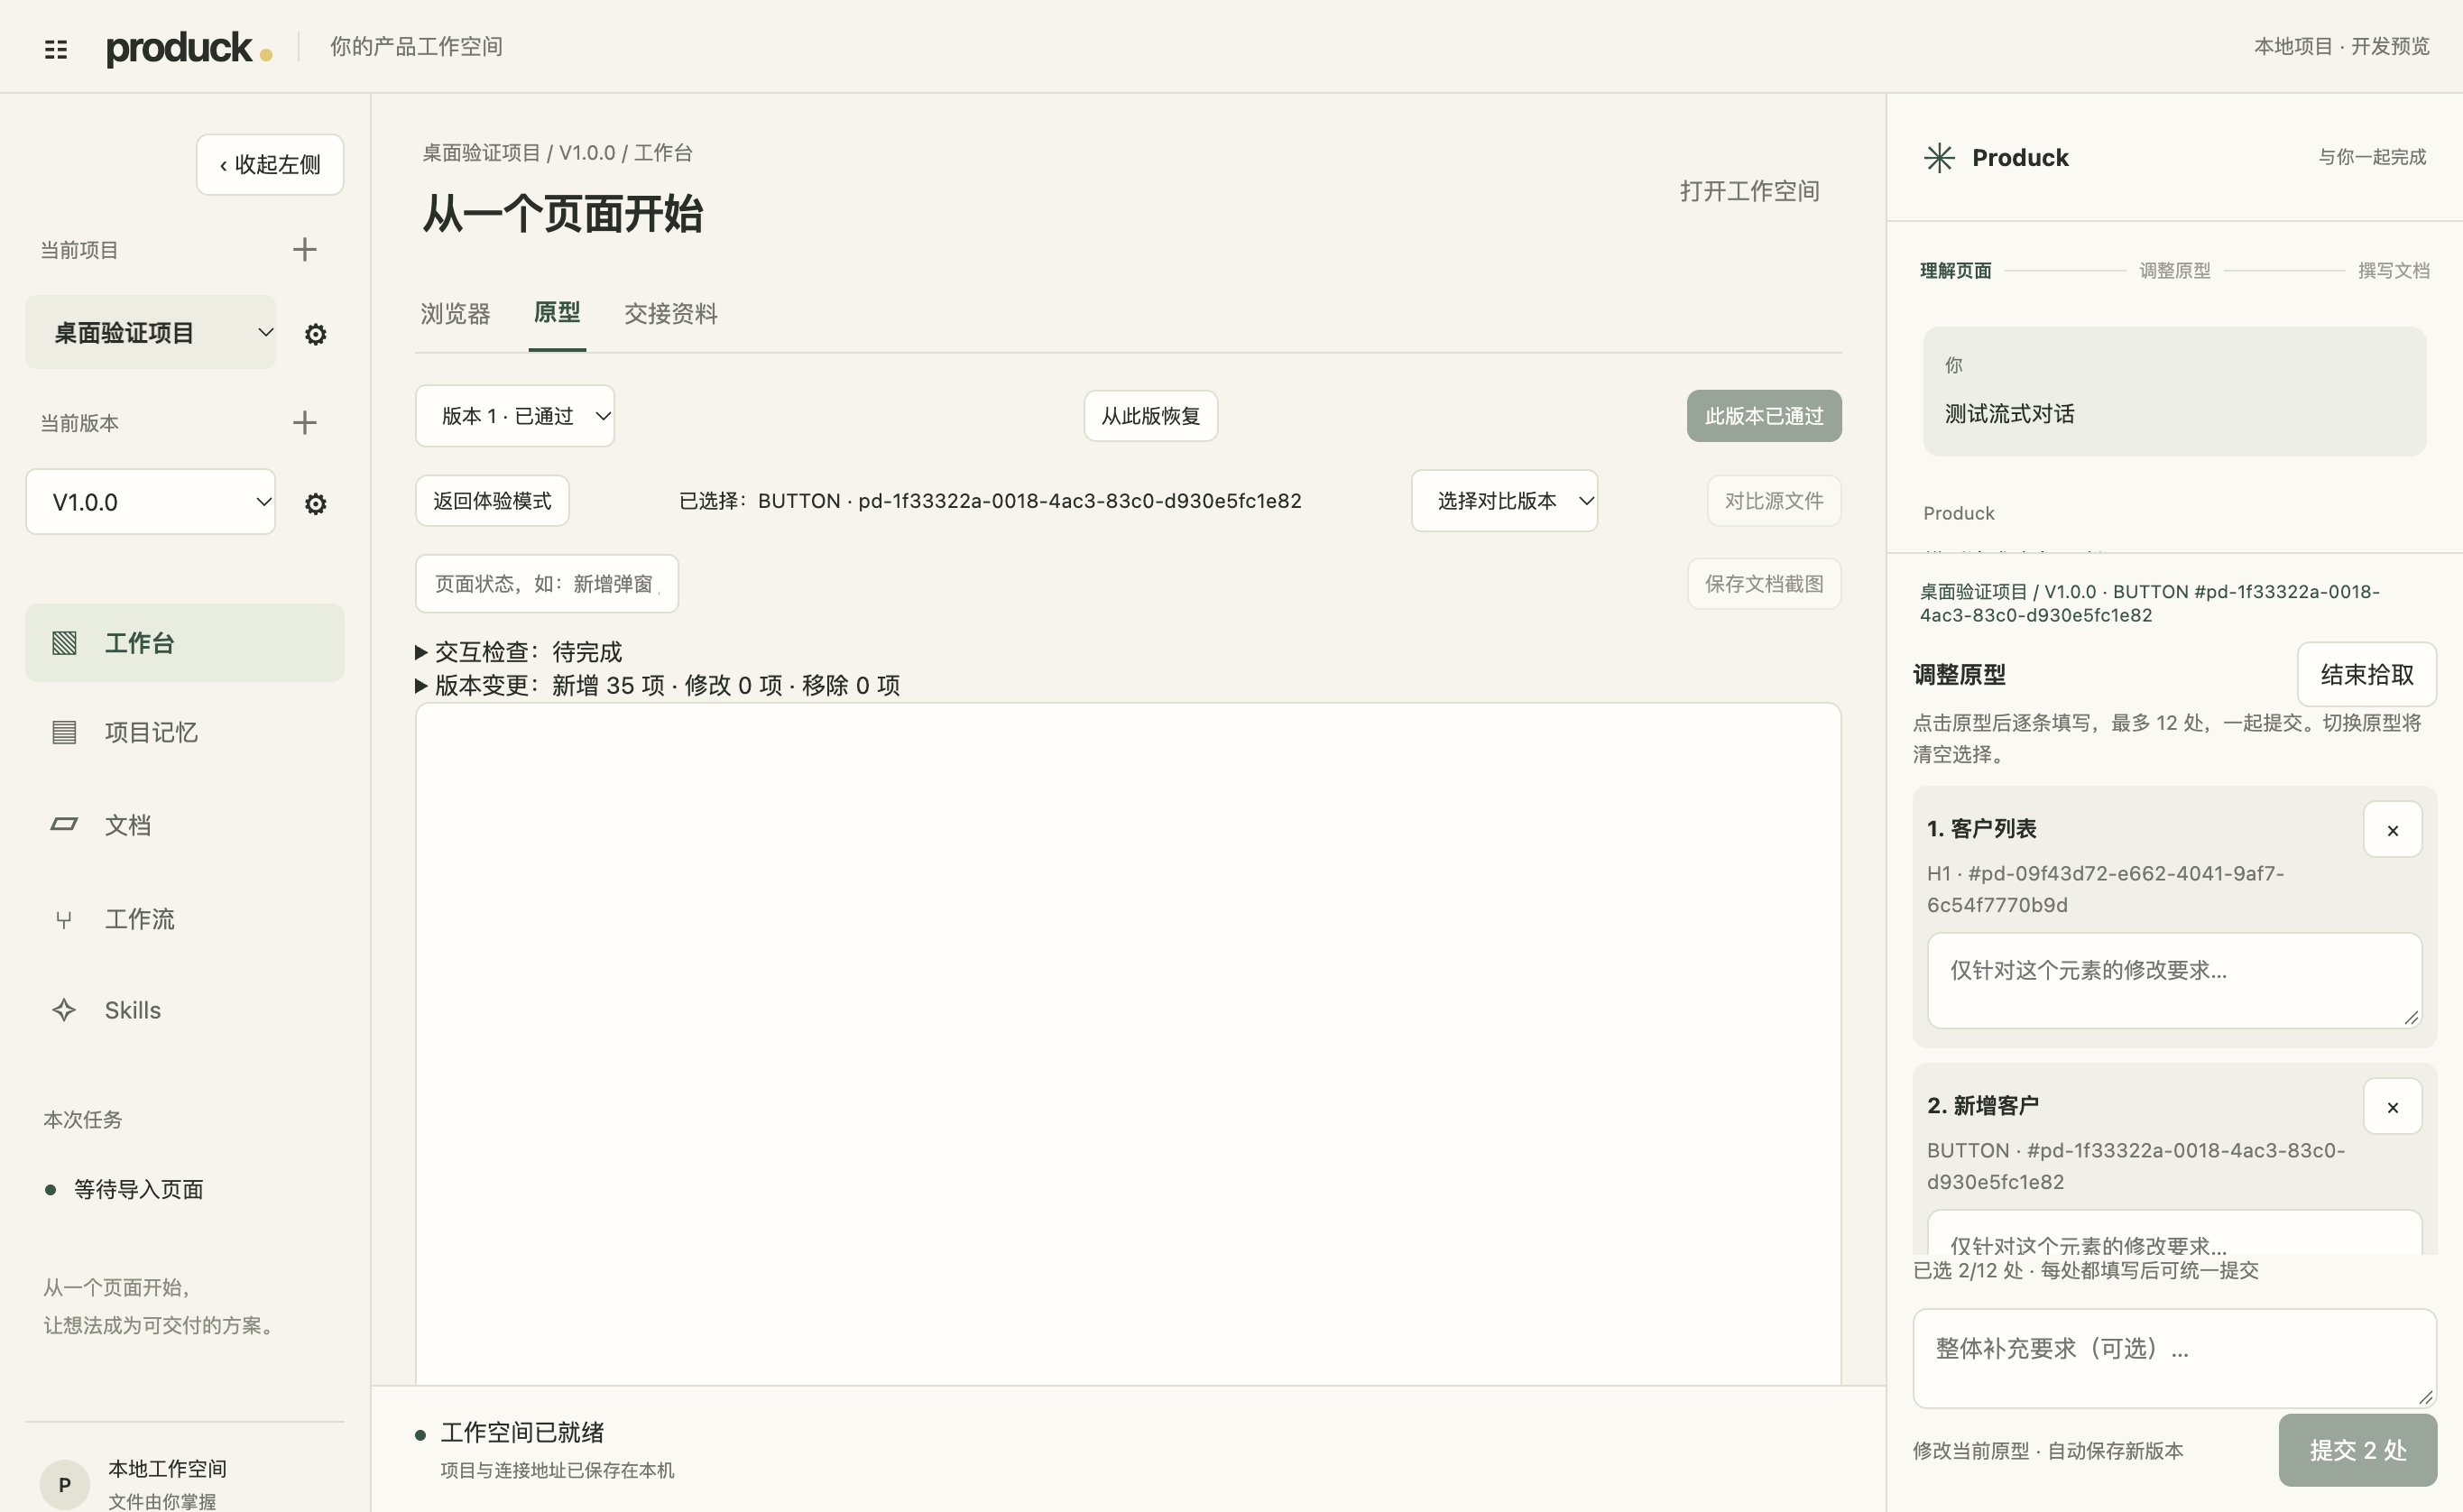 produck
你的产品工作空间
本地项目 · 开发预览
‹ 收起左侧
当前项目
桌面验证项目
当前版本
V1.0.0
工作台
项目记忆
文档
工作流
Skills
本次任务
等待导入页面
从一个页面开始，
让想法成为可交付的方案。
P
本地工作空间
文件由你掌握
桌面验证项目 / V1.0.0 / 工作台
从一个页面开始
打开工作空间
浏览器
原型
交接资料
版本 1 · 已通过
从此版恢复
此版本已通过
返回体验模式
已选择：BUTTON · pd-1f33322a-0018-4ac3-83c0-d930e5fc1e82
选择对比版本
对比源文件
页面状态，如：新增弹窗
保存文档截图
交互检查：待完成
版本变更：新增 35 项 · 修改 0 项 · 移除 0 项
工作空间已就绪
项目与连接地址已保存在本机
Produck
与你一起完成
理解页面
调整原型
撰写文档
你
测试流式对话
Produck
桌面验证项目 / V1.0.0 · BUTTON #pd-1f33322a-0018-
4ac3-83c0-d930e5fc1e82
调整原型
结束拾取
点击原型后逐条填写，最多 12 处，一起提交。切换原型将
清空选择。
1. 客户列表
×
H1 · #pd-09f43d72-e662-4041-9af7-
6c54f7770b9d
仅针对这个元素的修改要求...
2. 新增客户
×
BUTTON · #pd-1f33322a-0018-4ac3-83c0-
d930e5fc1e82
仅针对这个元素的修改要求...
已选 2/12 处 · 每处都填写后可统一提交
整体补充要求（可选）...
修改当前原型 · 自动保存新版本
提交 2 处